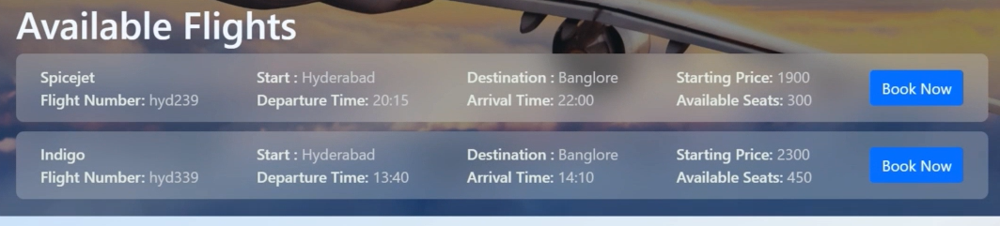 Available Flights
Spicejet Start : Hyderabad Destination : Banglore Starting Price: 1900
Flight Number: hyd239 Departure Time: 20:15 Arrival Time: 22:00 Available Seats: 300 Book Now
Indigo Start : Hyderabad Destination : Banglore Starting Price: 2300
Flight Number: hyd339 Departure Time: 13:40 Arrival Time: 14:10 Available Seats: 450 Book Now